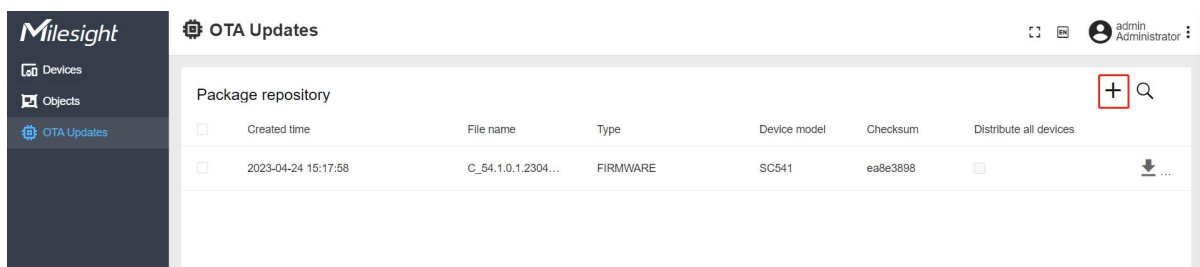 Milesight
OTA Updates
EN
admin
Administrator
Devices
Objects
OTA Updates
Package repository
Created time File name Type Device model Checksum Distribute all devices
2023-04-24 15:17:58 C_54.1.0.1.2304... FIRMWARE SC541 ea8e3898 ...